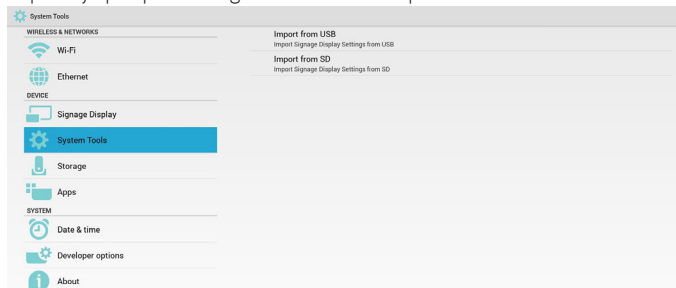 System Tools
WIRELESS & NETWORKS
Wi-Fi
Ethernet
DEVICE
Signage Display
System Tools
Storage
Apps
SYSTEM
Date & time
Developer options
About
Import from USB
Import Signage Display Settings from USB
Import from SD
Import Signage Display Settings from SD